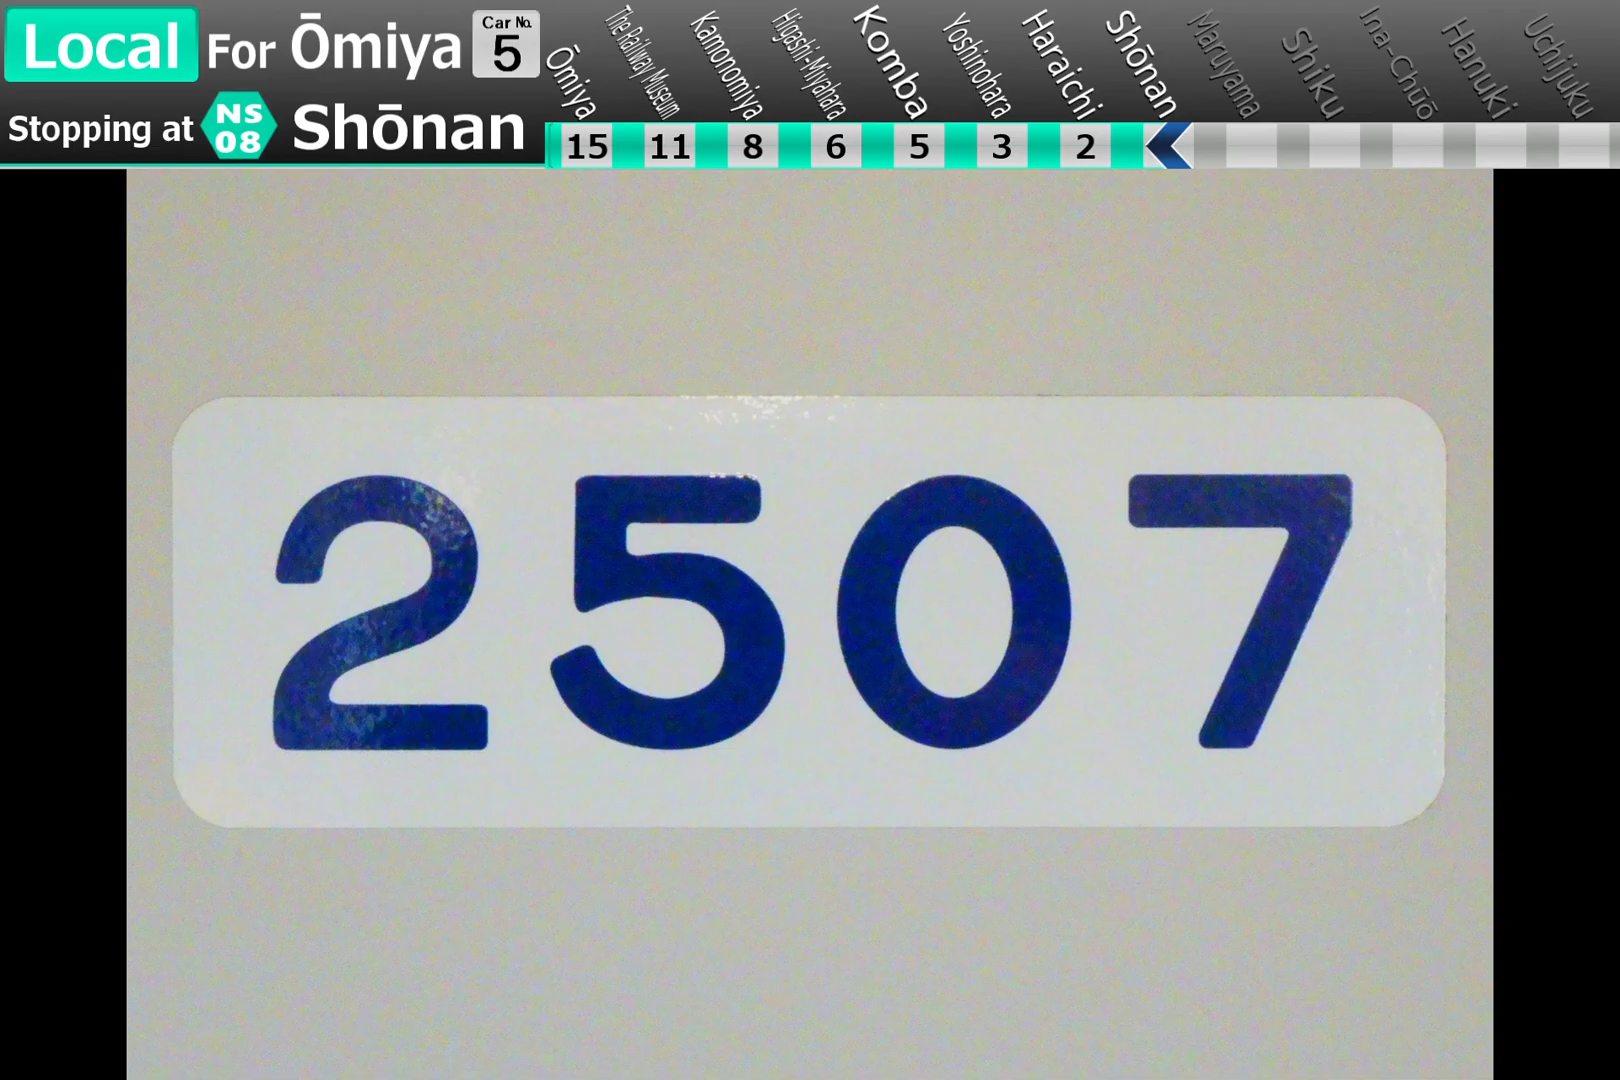 Local For Ōmiya Car No. 5
Stopping at NS 08 Shōnan
Ōmiya
The Railway Museum
Kamonomiya
Higashi-Miyahara
Komba
Yoshinohara
Haraichi
Shōnan
Maruyama
Shiku
Ina-Chūō
Hanuki
Uchijuku
15 11 8 6 5 3 2
2507